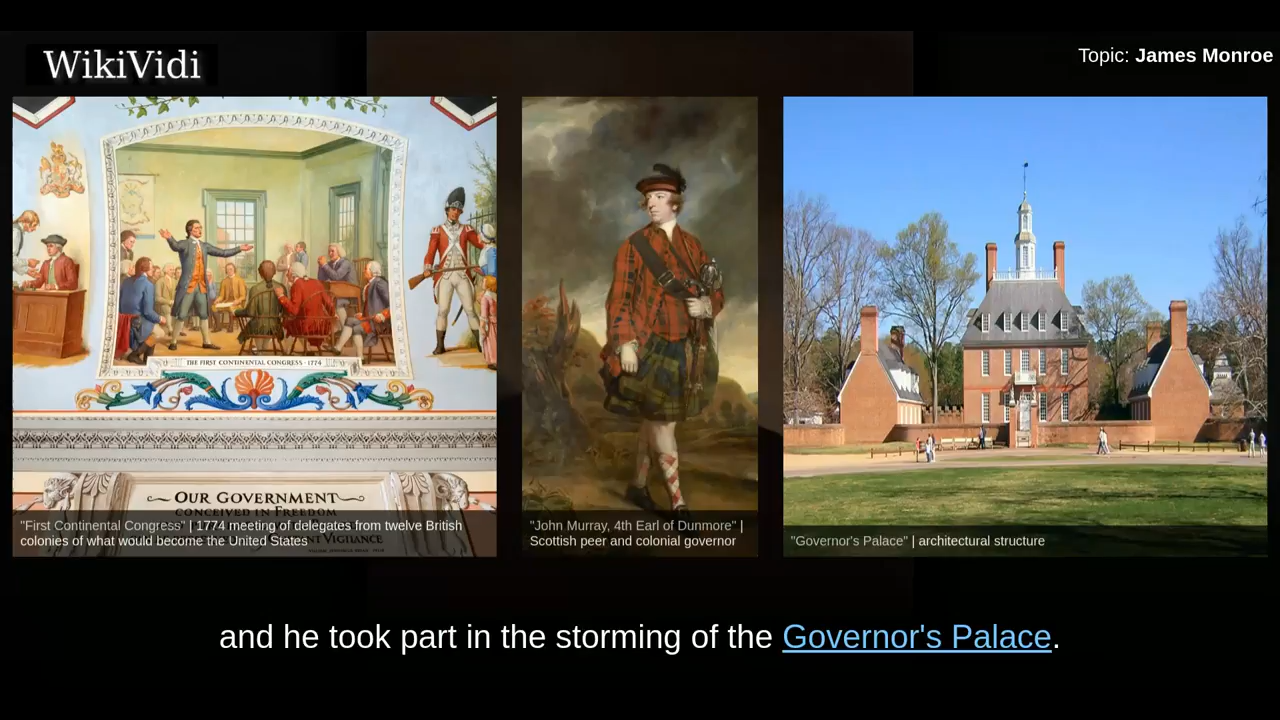 WikiVidi
Topic: James Monroe
THE FIRST CONTINENTAL CONGRESS · 1774
OUR GOVERNMENT
CONCEIVED IN FREEDOM
"First Continental Congress" | 1774 meeting of delegates from twelve British
colonies of what would become the United States
VIGILANCE
"John Murray, 4th Earl of Dunmore" |
Scottish peer and colonial governor
"Governor's Palace" | architectural structure
and he took part in the storming of the Governor's Palace.